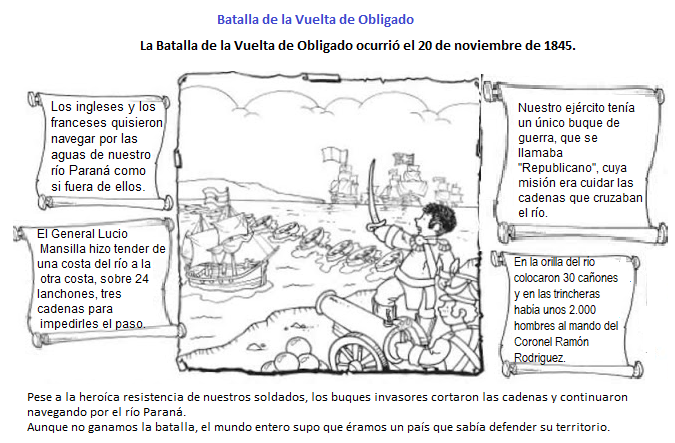 Batalla de la Vuelta de Obligado
La Batalla de la Vuelta de Obligado ocurrió el 20 de noviembre de 1845.
Los ingleses y los
franceses quisieron
navegar por las
aguas de nuestro
río Paraná como
si fuera de ellos.
El General Lucio
Mansilla hizo tender de
una costa del río a la
otra costa, sobre 24
lanchones, tres
cadenas para
impedirles el paso.
Nuestro ejército tenía
un único buque de
guerra, que se
llamaba
"Republicano", cuya
misión era cuidar las
cadenas que cruzaban
el río.
En la orilla del río
colocaron 30 cañones
y en las trincheras
había unos 2.000
hombres al mando del
Coronel Ramón
Rodriguez.
Pese a la heroíca resistencia de nuestros soldados, los buques invasores cortaron las cadenas y continuaron
navegando por el río Paraná.
Aunque no ganamos la batalla, el mundo entero supo que éramos un país que sabía defender su territorio.